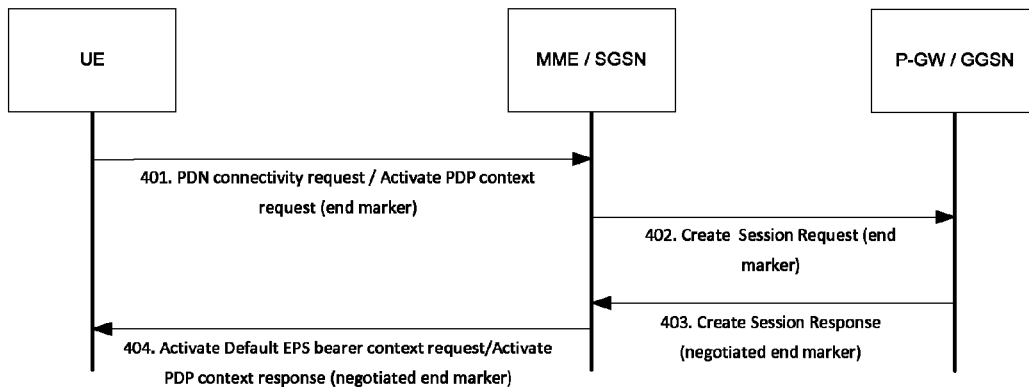 UE
MME / SGSN
P-GW / GGSN
401. PDN connectivity request / Activate PDP context
request (end marker)
402. Create Session Request (end
marker)
403. Create Session Response
(negotiated end marker)
404. Activate Default EPS bearer context request/Activate
PDP context response (negotiated end marker)